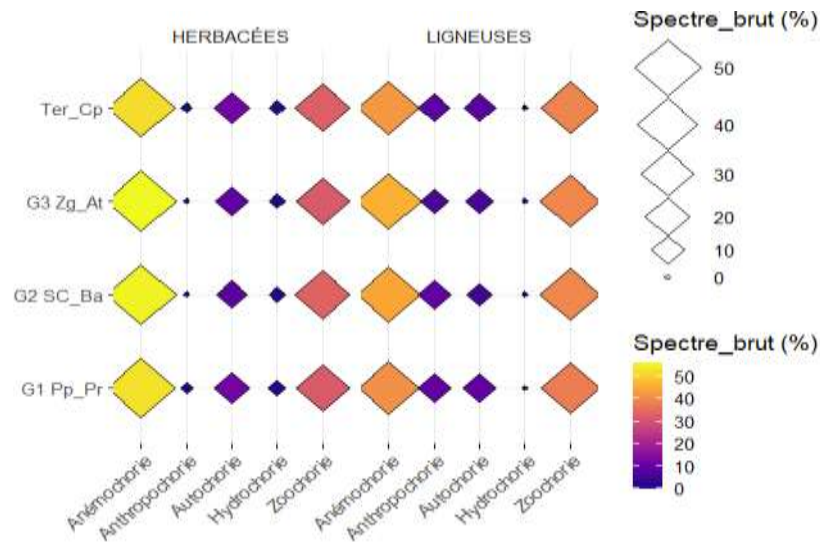 HERBACÉES
LIGNEUSES
Ter_Cp
G3 Zg_At
G2 SC_Ba
G1 Pp_Pr
Anémochorie
Anthropochorie
Autochorie
Hydrochorie
Zoochorie
Anémochorie
Anthropochorie
Autochorie
Hydrochorie
Zoochorie
Spectre_brut (%)
50
40
30
20
10
0
Spectre_brut (%)
50
40
30
20
10
0